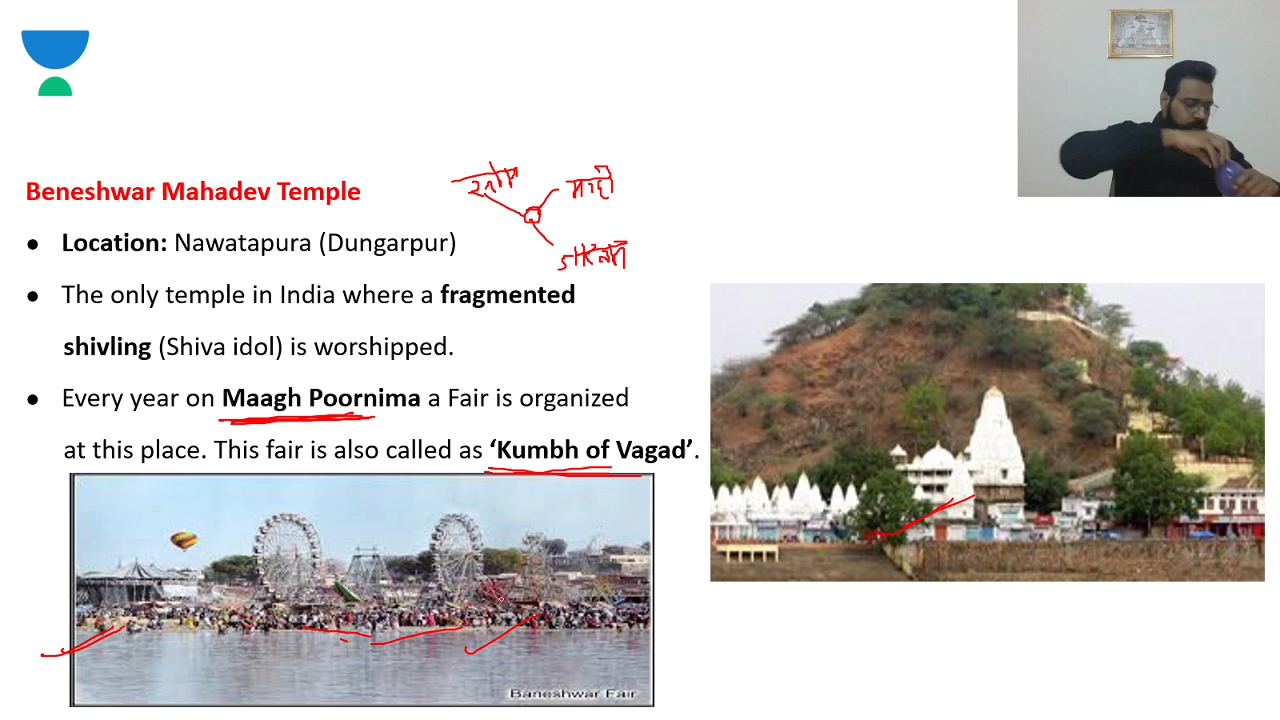 Beneshwar Mahadev Temple
सोम
माही
जाखम
● Location: Nawatapura (Dungarpur)
● The only temple in India where a fragmented
shivling (Shiva idol) is worshipped.
● Every year on Maagh Poornima a Fair is organized
at this place. This fair is also called as ‘Kumbh of Vagad’.
Baneshwar Fair